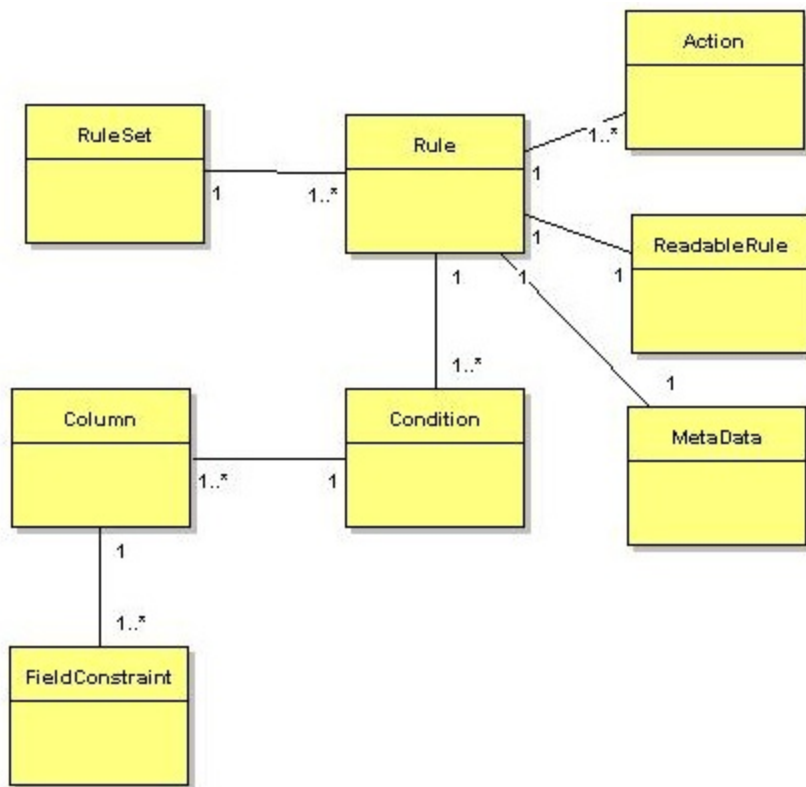 Action
RuleSet
Rule
1..*
1
1..*
1
1
ReadableRule
1
1
1
1..*
1
Column
Condition
MetaData
1..*
1
1
1..*
FieldConstraint